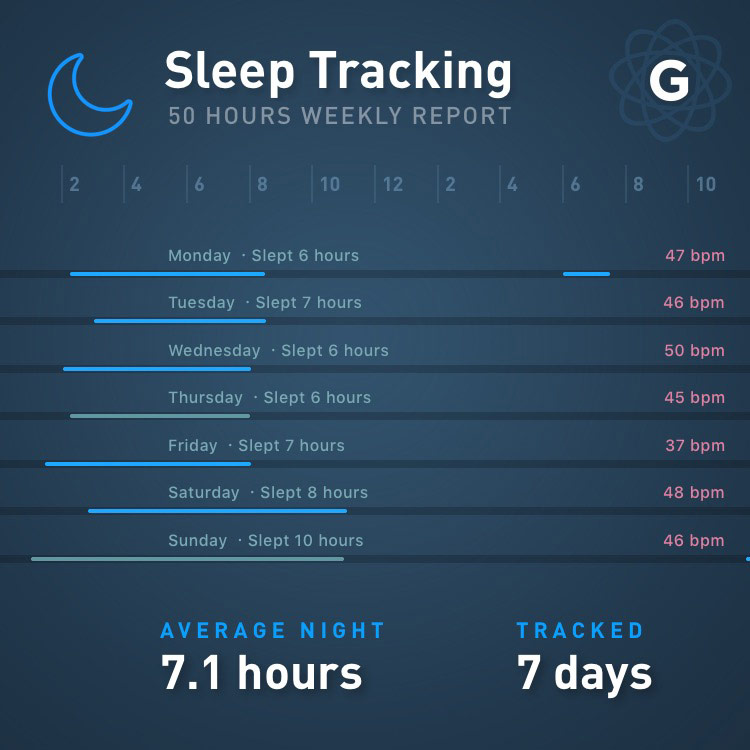 Sleep Tracking
50 HOURS WEEKLY REPORT
G
2 4 6 8 10 12 2 4 6 8 10
Monday · Slept 6 hours 47 bpm
Tuesday · Slept 7 hours 46 bpm
Wednesday · Slept 6 hours 50 bpm
Thursday · Slept 6 hours 45 bpm
Friday · Slept 7 hours 37 bpm
Saturday · Slept 8 hours 48 bpm
Sunday · Slept 10 hours 46 bpm
AVERAGE NIGHT TRACKED
7.1 hours 7 days